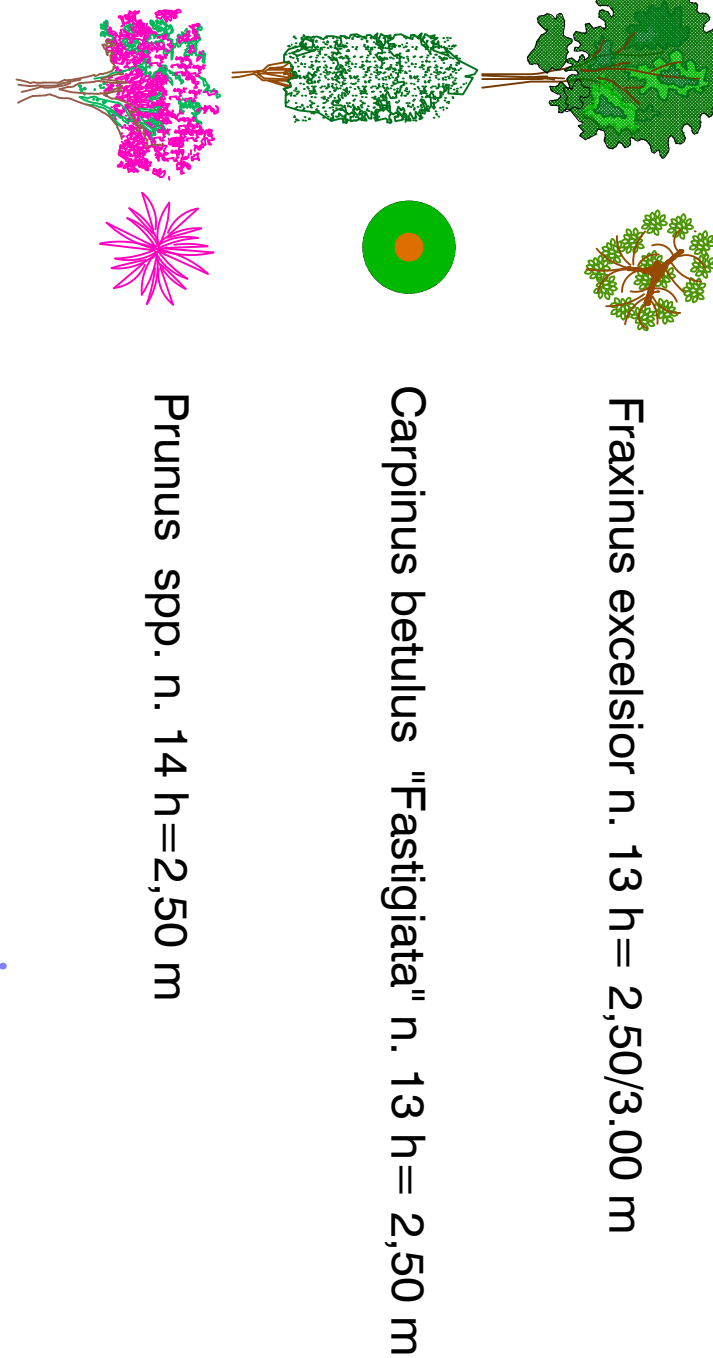 Fraxinus excelsior n. 13 h= 2,50/3.00 m
Carpinus betulus "Fastigiata" n. 13 h= 2,50 m
Prunus spp. n. 14 h=2,50 m